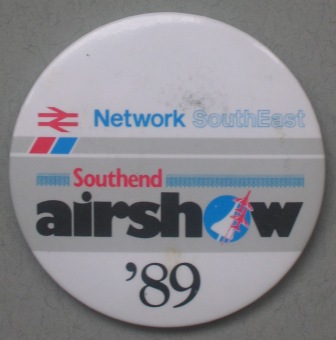 Network SouthEast
Southend
airshow
'89